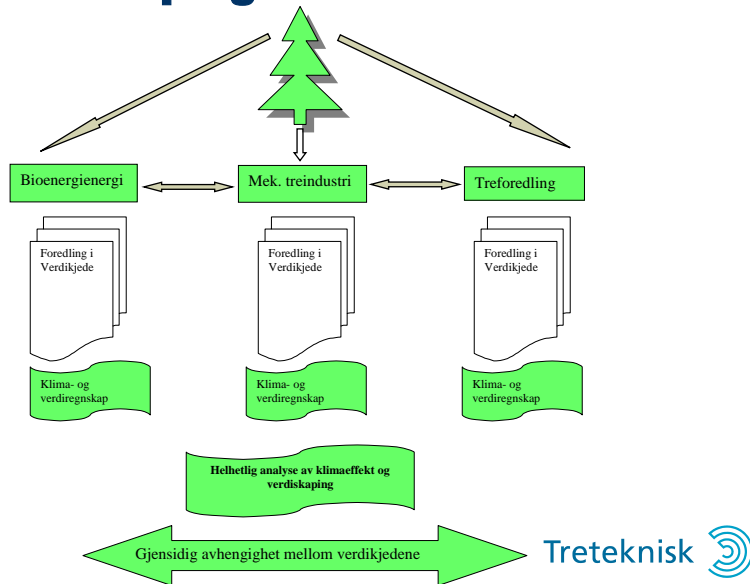 Bioenergienergi
Mek. treindustri
Treforedling
Foredling i
Verdikjede
Foredling i
Verdikjede
Foredling i
Verdikjede
Klima- og
verdiregnskap
Klima- og
verdiregnskap
Klima- og
verdiregnskap
Helhetlig analyse av klimaeffekt og
verdiskaping
Gjensidig avhengighet mellom verdikjedene
Treteknisk